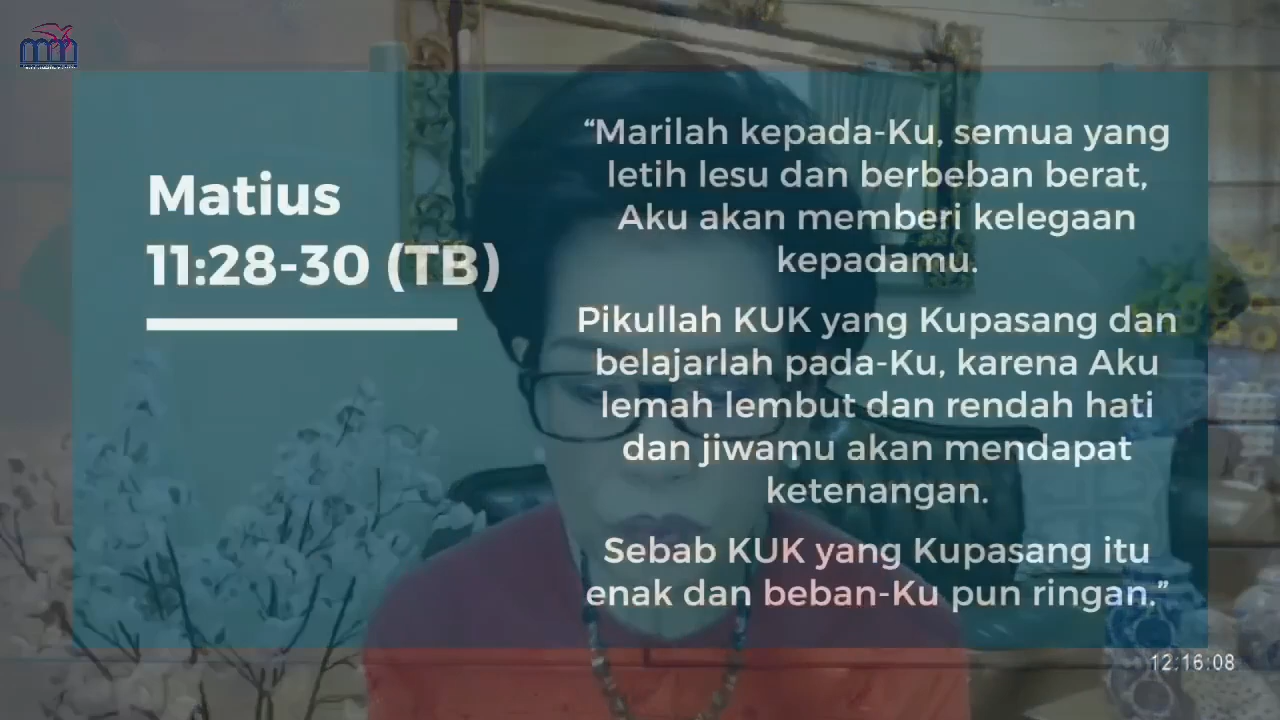 Matius
11:28-30 (TB)
“Marilah kepada-Ku, semua yang
letih lesu dan berbeban berat,
Aku akan memberi kelegaan
kepadamu.
Pikullah KUK yang Kupasang dan
belajarlah pada-Ku, karena Aku
lemah lembut dan rendah hati
dan jiwamu akan mendapat
ketenangan.
Sebab KUK yang Kupasang itu
enak dan beban-Ku pun ringan.”
12:16:08